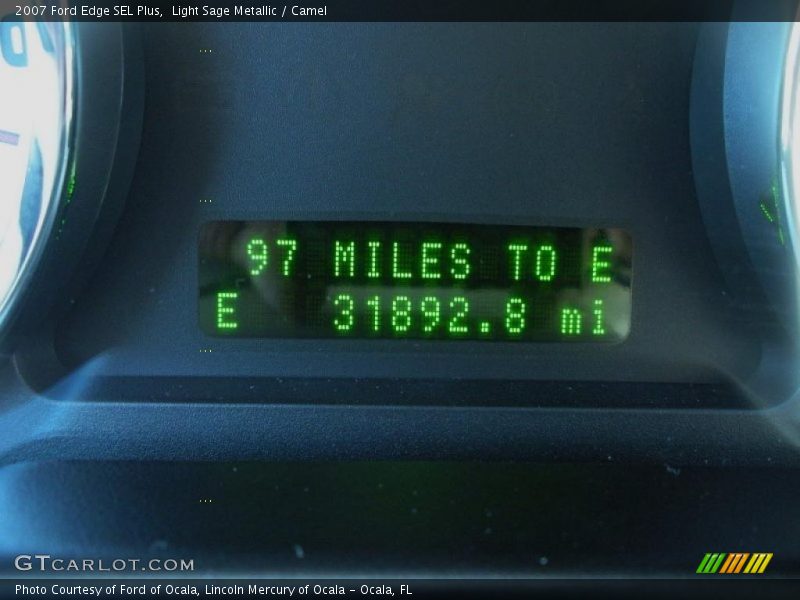 2007 Ford Edge SEL Plus,  Light Sage Metallic / Camel
97 MILES TO E
E 31892.8 mi
GTCARLOT.COM
Photo Courtesy of Ford of Ocala, Lincoln Mercury of Ocala - Ocala, FL